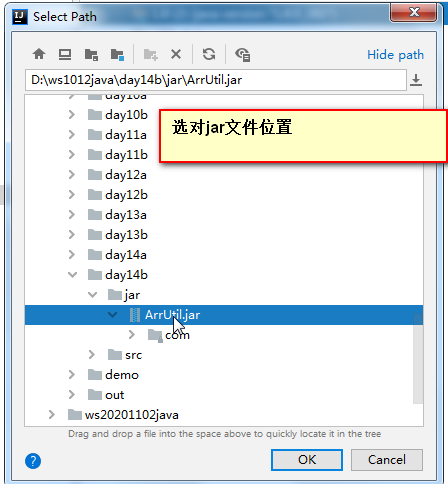 Select Path
Hide path
D:\ws1012java\day14b\jar\ArrUtil.jar
day10a
day10b
选对jar文件位置
day11a
day11b
day12a
day12b
day13a
day13b
day14a
day14b
jar
ArrUtil.jar
com
src
demo
out
ws20201102java
Drag and drop a file into the space above to quickly locate it in the tree
?
OK
Cancel